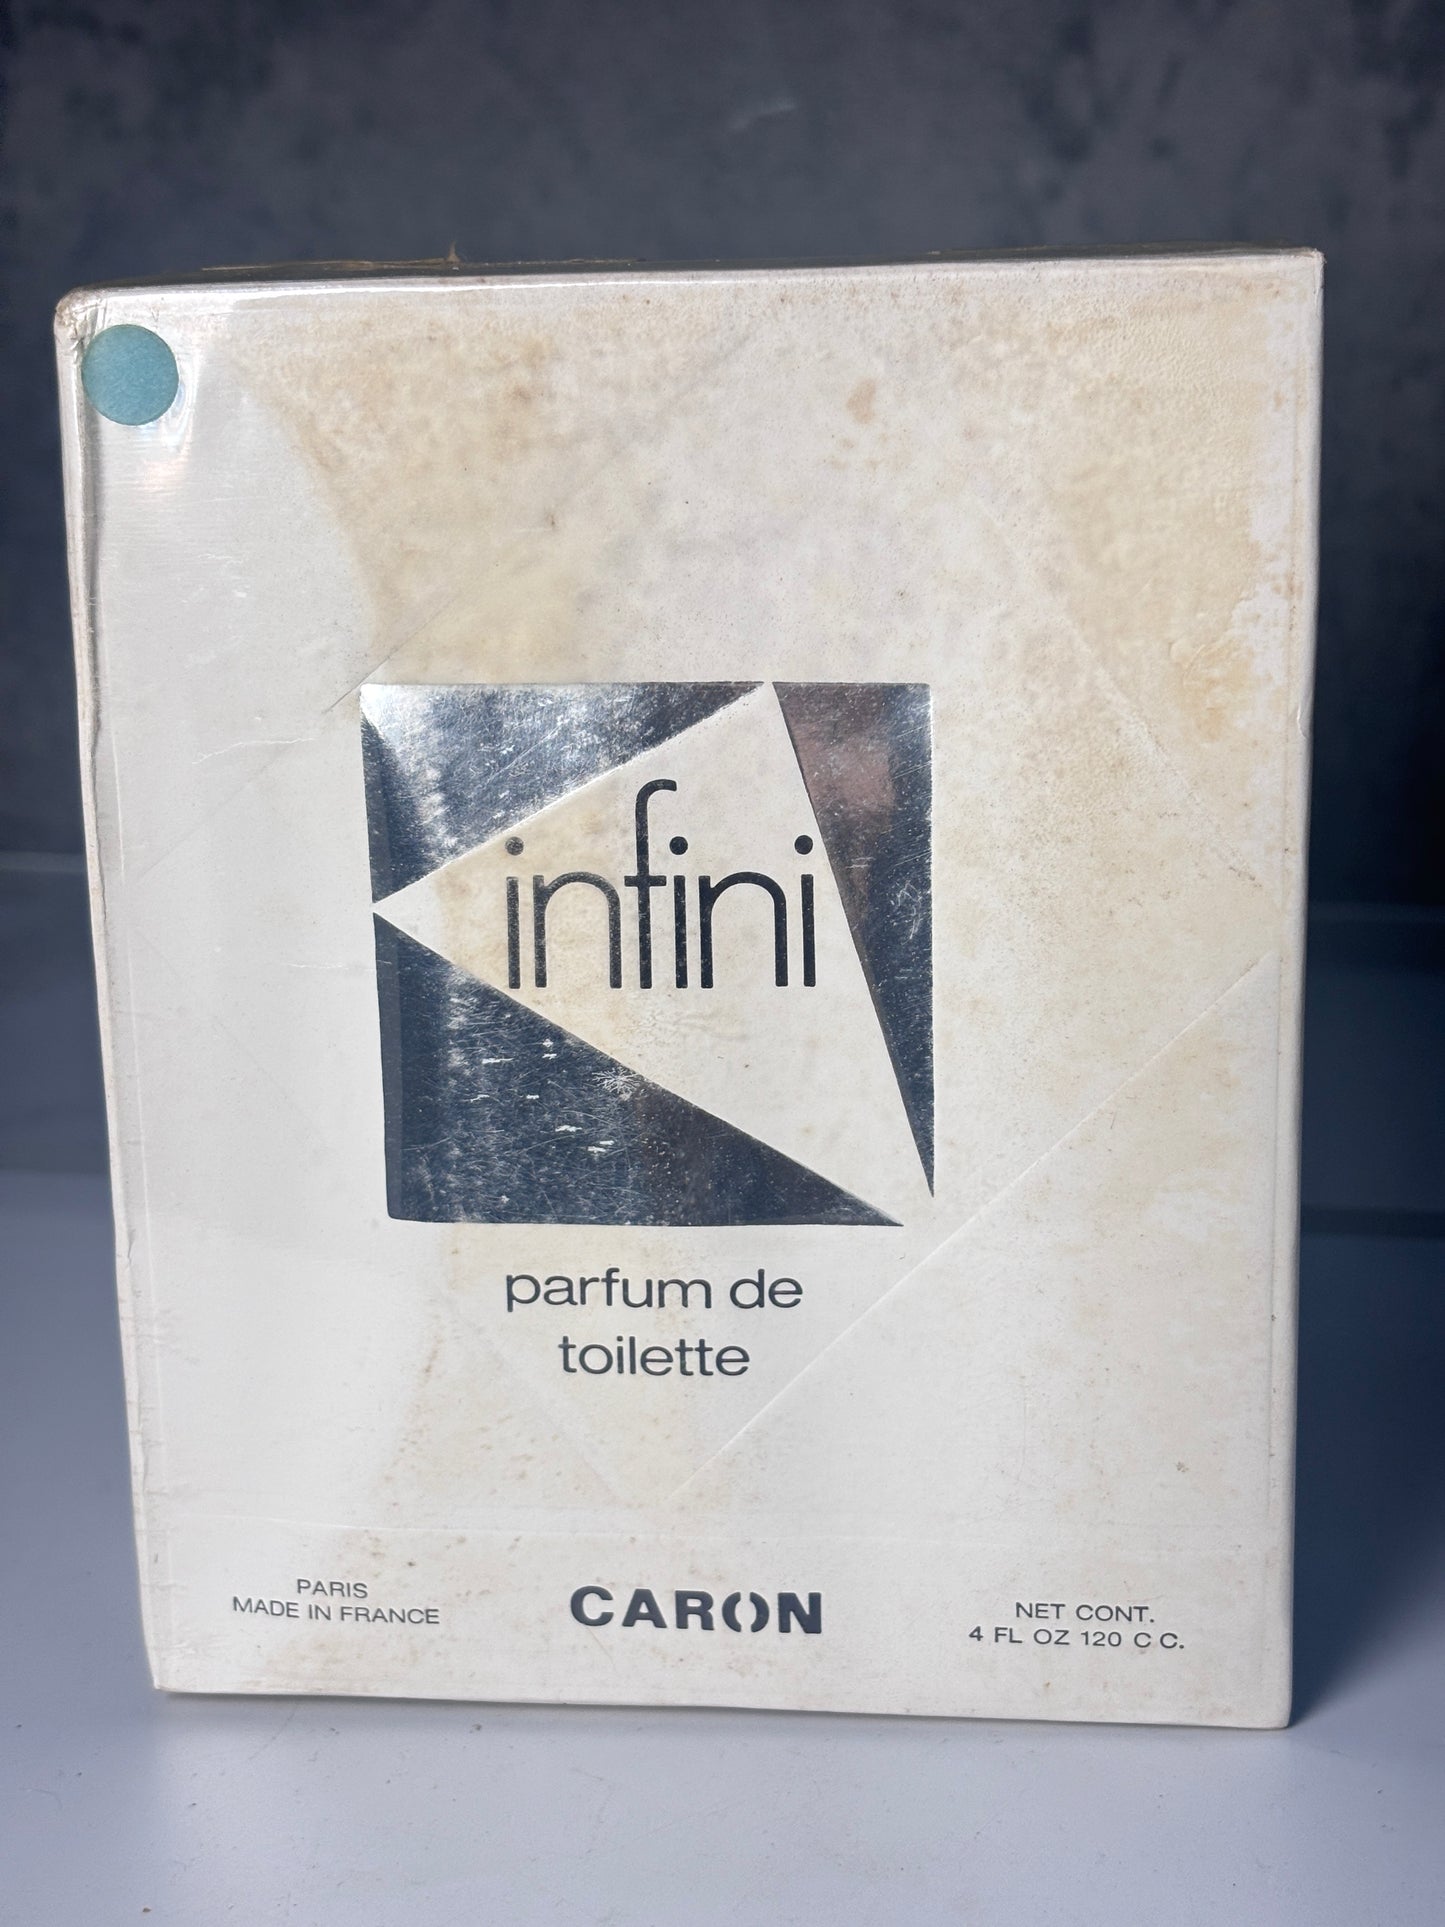 infini
parfum de
toilette
PARIS
MADE IN FRANCE
CARON
NET CONT.
4 FL OZ 120 C C.